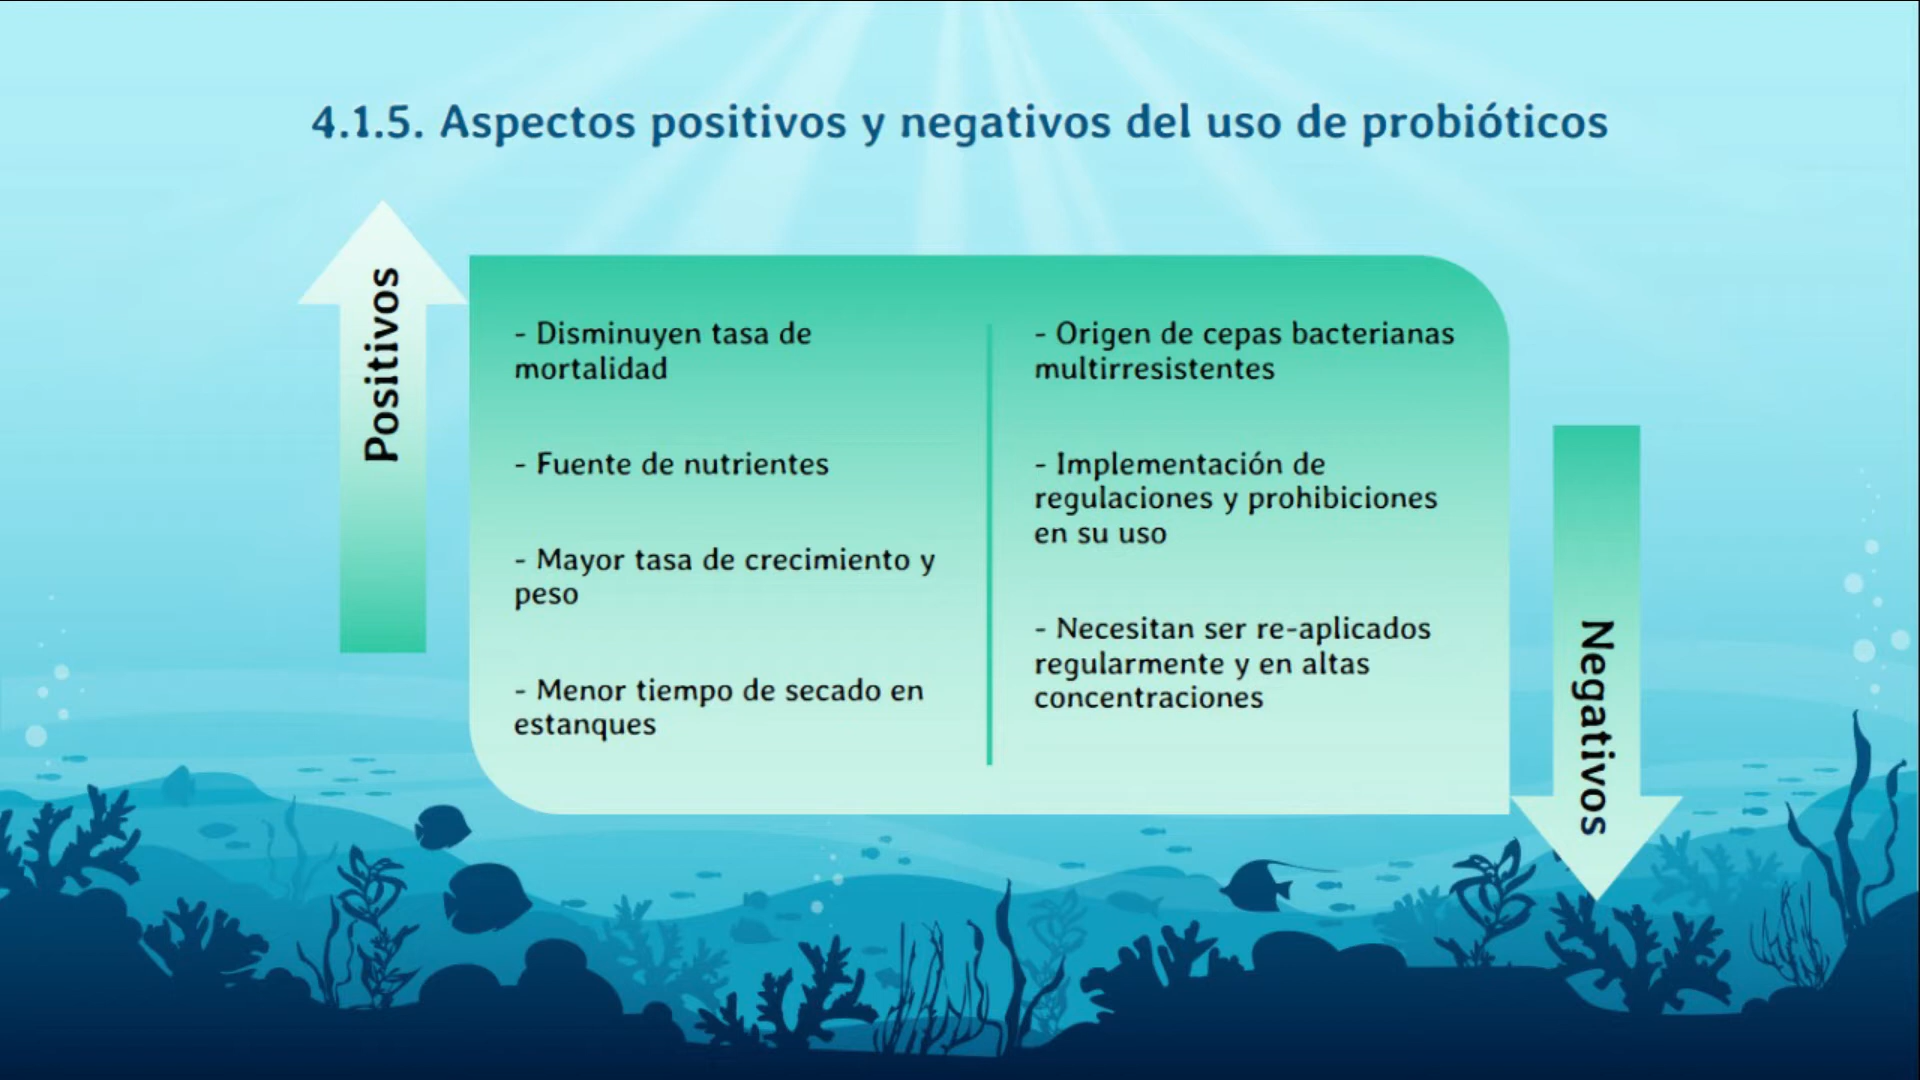 4.1.5. Aspectos positivos y negativos del uso de probióticos
Positivos
- Disminuyen tasa de
mortalidad
- Fuente de nutrientes
- Mayor tasa de crecimiento y
peso
- Menor tiempo de secado en
estanques
- Origen de cepas bacterianas
multirresistentes
- Implementación de
regulaciones y prohibiciones
en su uso
- Necesitan ser re-aplicados
regularmente y en altas
concentraciones
Negativos